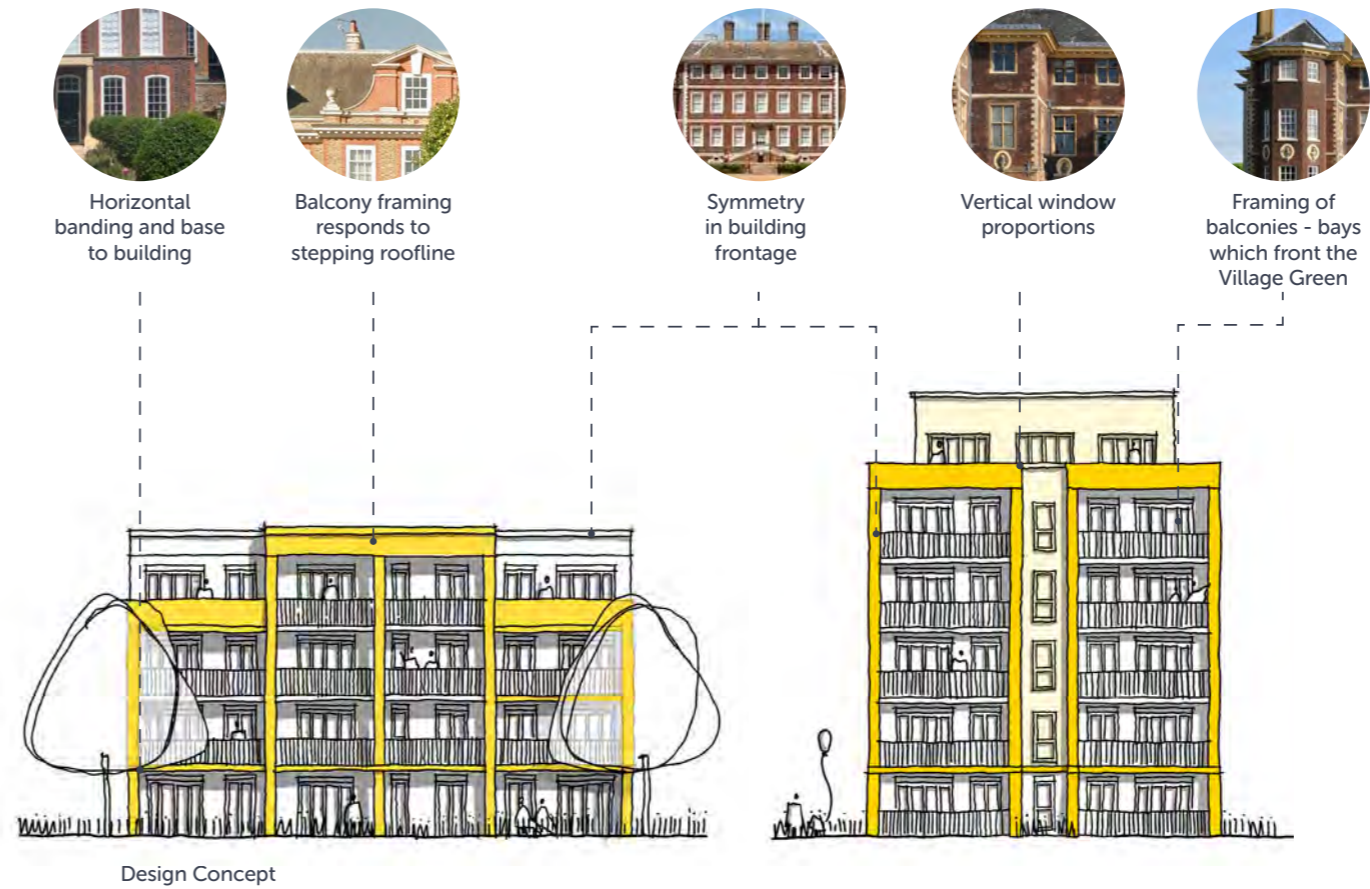 Horizontal
banding and base
to building
Balcony framing
responds to
stepping roofline
Symmetry
in building
frontage
Vertical window
proportions
Framing of
balconies - bays
which front the
Village Green
Design Concept